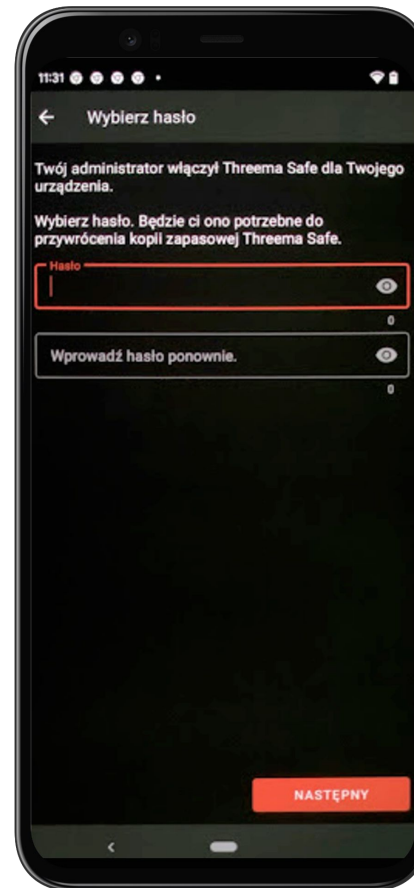 11:31
Wybierz hasło
Twój administrator włączył Threema Safe dla Twojego
urządzenia.
Wybierz hasło. Będzie ci ono potrzebne do
przywrócenia kopii zapasowej Threema Safe.
Hasło
0
Wprowadź hasło ponownie.
0
NASTĘPNY